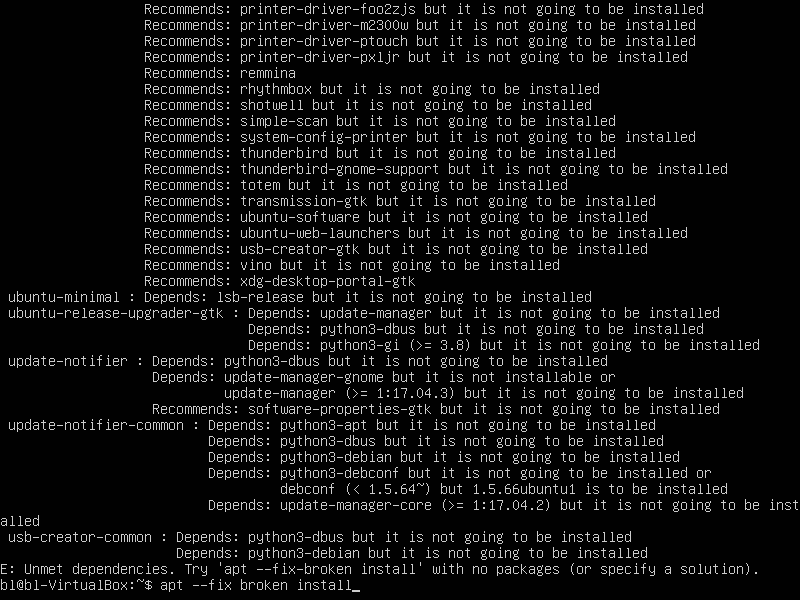 Recommends: printer-driver-foo2zjs but it is not going to be installed
Recommends: printer-driver-m2300w but it is not going to be installed
Recommends: printer-driver-ptouch but it is not going to be installed
Recommends: printer-driver-pxljr but it is not going to be installed
Recommends: remmina
Recommends: rhythmbox but it is not going to be installed
Recommends: shotwell but it is not going to be installed
Recommends: simple-scan but it is not going to be installed
Recommends: system-config-printer but it is not going to be installed
Recommends: thunderbird but it is not going to be installed
Recommends: thunderbird-gnome-support but it is not going to be installed
Recommends: totem but it is not going to be installed
Recommends: transmission-gtk but it is not going to be installed
Recommends: ubuntu-software but it is not going to be installed
Recommends: ubuntu-web-launchers but it is not going to be installed
Recommends: usb-creator-gtk but it is not going to be installed
Recommends: vino but it is not going to be installed
Recommends: xdg-desktop-portal-gtk
ubuntu-minimal : Depends: lsb-release but it is not going to be installed
ubuntu-release-upgrader-gtk : Depends: update-manager but it is not going to be installed
Depends: python3-dbus but it is not going to be installed
Depends: python3-gi (>= 3.8) but it is not going to be installed
update-notifier : Depends: python3-dbus but it is not going to be installed
Depends: update-manager-gnome but it is not installable or
update-manager (>= 1:17.04.3) but it is not going to be installed
Recommends: software-properties-gtk but it is not going to be installed
update-notifier-common : Depends: python3-apt but it is not going to be installed
Depends: python3-dbus but it is not going to be installed
Depends: python3-debian but it is not going to be installed
Depends: python3-debconf but it is not going to be installed or
debconf (< 1.5.64~) but 1.5.66ubuntu1 is to be installed
Depends: update-manager-core (>= 1:17.04.2) but it is not going to be inst
alled
usb-creator-common : Depends: python3-dbus but it is not going to be installed
Depends: python3-debian but it is not going to be installed
E: Unmet dependencies. Try 'apt --fix-broken install' with no packages (or specify a solution).
bl@bl-VirtualBox:~$ apt --fix broken install_